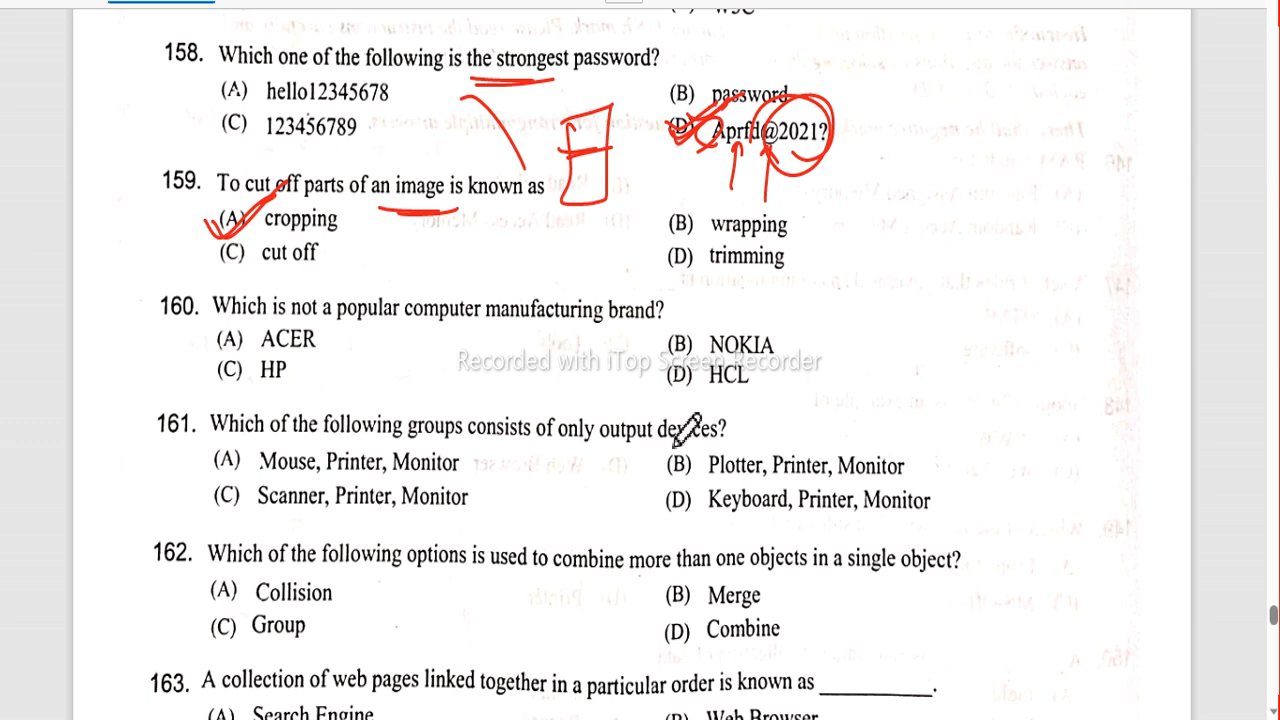 158. Which one of the following is the strongest password?
(A) hello12345678 (B) password
(C) 123456789 (D) Aprfd@2021?
159. To cut off parts of an image is known as
(A) cropping (B) wrapping
(C) cut off (D) trimming
160. Which is not a popular computer manufacturing brand?
(A) ACER (B) NOKIA
Recorded with iTop Screen Recorder
(C) HP (D) HCL
161. Which of the following groups consists of only output devices?
(A) Mouse, Printer, Monitor (B) Plotter, Printer, Monitor
(C) Scanner, Printer, Monitor (D) Keyboard, Printer, Monitor
162. Which of the following options is used to combine more than one objects in a single object?
(A) Collision (B) Merge
(C) Group (D) Combine
163. A collection of web pages linked together in a particular order is known as ____________.
(A) Search Engine (B) Web Browser